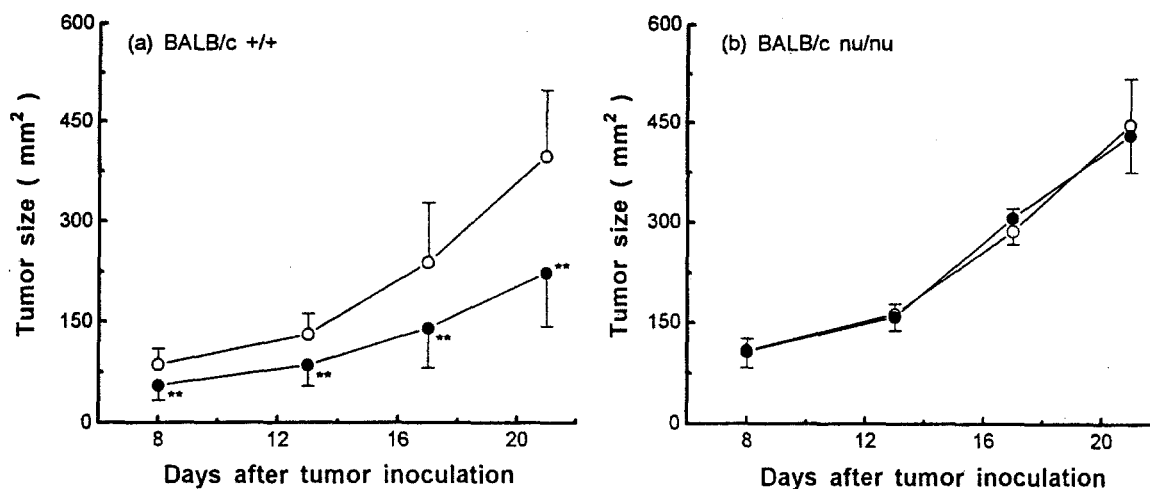 (a) BALB/c +/+
600
450
300
150
0
Tumor size ( mm²)
**
**
**
**
8 12 16 20
Days after tumor inoculation
(b) BALB/c nu/nu
600
450
300
150
0
Tumor size ( mm²)
8 12 16 20
Days after tumor inoculation